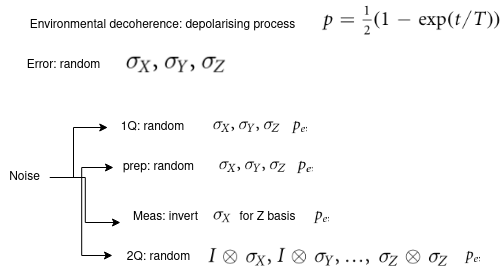 Environmental decoherence: depolarising process p = 1/2(1 − exp(t/T))
Error: random σX, σY, σZ
1Q: random σX, σY, σZ pe:
prep: random σX, σY, σZ pe:
Noise
Meas: invert σX for Z basis pe:
2Q: random I ⊗ σX, I ⊗ σY, ..., σZ ⊗ σZ pe: